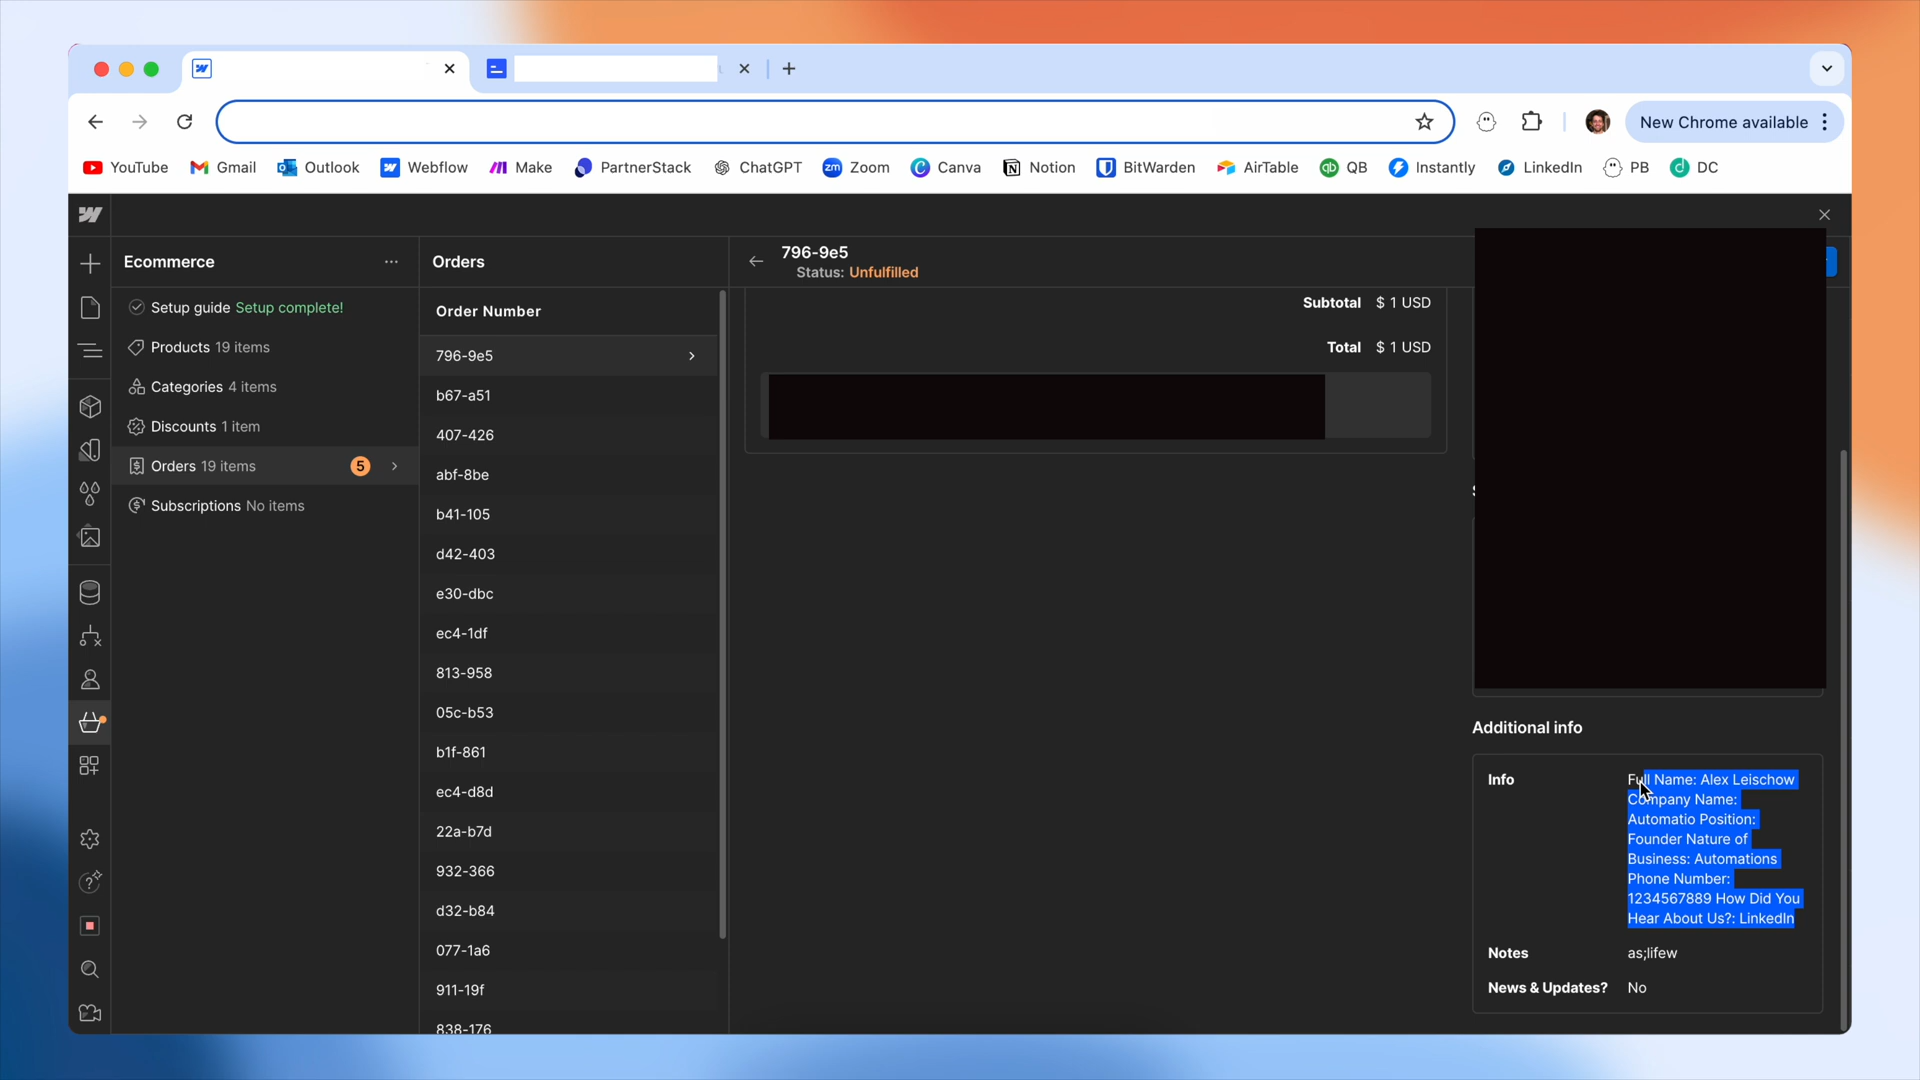 New Chrome available
YouTube
Gmail
Outlook
Webflow
Make
PartnerStack
ChatGPT
zm Zoom
Canva
Notion
BitWarden
AirTable
qb QB
Instantly
LinkedIn
PB
DC
Ecommerce
Setup guide Setup complete!
Products 19 items
Categories 4 items
Discounts 1 item
Orders 19 items 5
Subscriptions No items
Orders
Order Number
796-9e5
b67-a51
407-426
abf-8be
b41-105
d42-403
e30-dbc
ec4-1df
813-958
05c-b53
b1f-861
ec4-d8d
22a-b7d
932-366
d32-b84
077-1a6
911-19f
838-176
796-9e5
Status: Unfulfilled
Subtotal $ 1 USD
Total $ 1 USD
Additional info
Info
Full Name: Alex Leischow
Company Name:
Automatio Position:
Founder Nature of
Business: Automations
Phone Number:
1234567889 How Did You
Hear About Us?: LinkedIn
Notes as;lifew
News & Updates? No